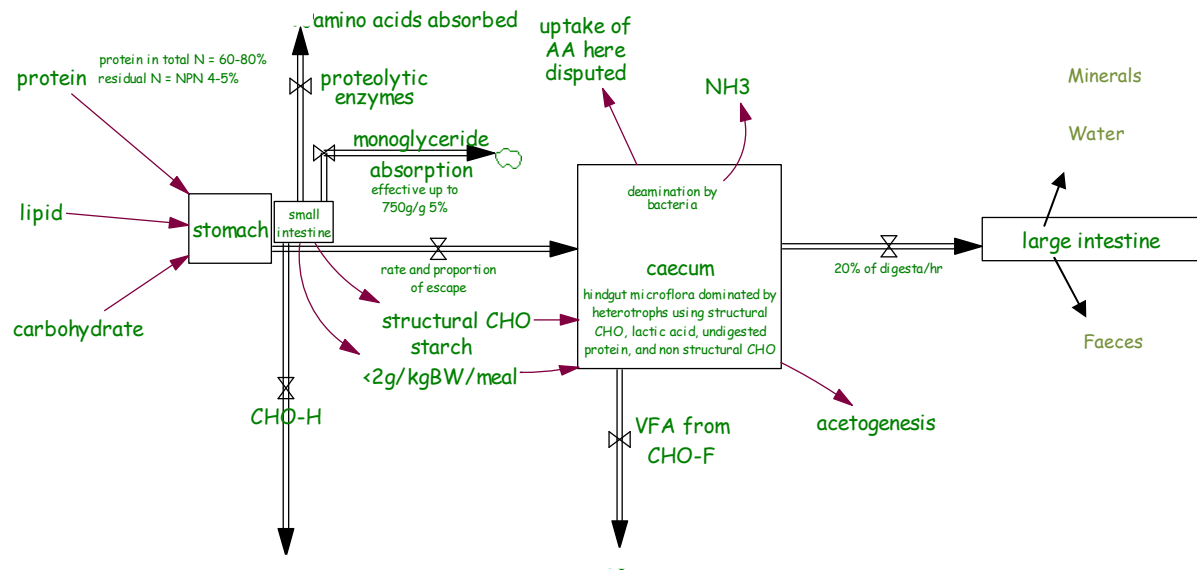 amino acids absorbed
protein in total N = 60-80%
residual N = NPN 4-5%
protein
proteolytic
enzymes
uptake of
AA here
disputed
NH3
Minerals
Water
monoglyceride
absorption
effective up to
750g/g 5%
deamination by
bacteria
lipid
stomach
small
intestine
large intestine
rate and proportion
of escape
caecum
20% of digesta/hr
hindgut microflora dominated by
heterotrophs using structural
CHO, lactic acid, undigested
protein, and non structural CHO
carbohydrate
structural CHO
starch
<2g/kgBW/meal
Faeces
CHO-H
VFA from
CHO-F
acetogenesis